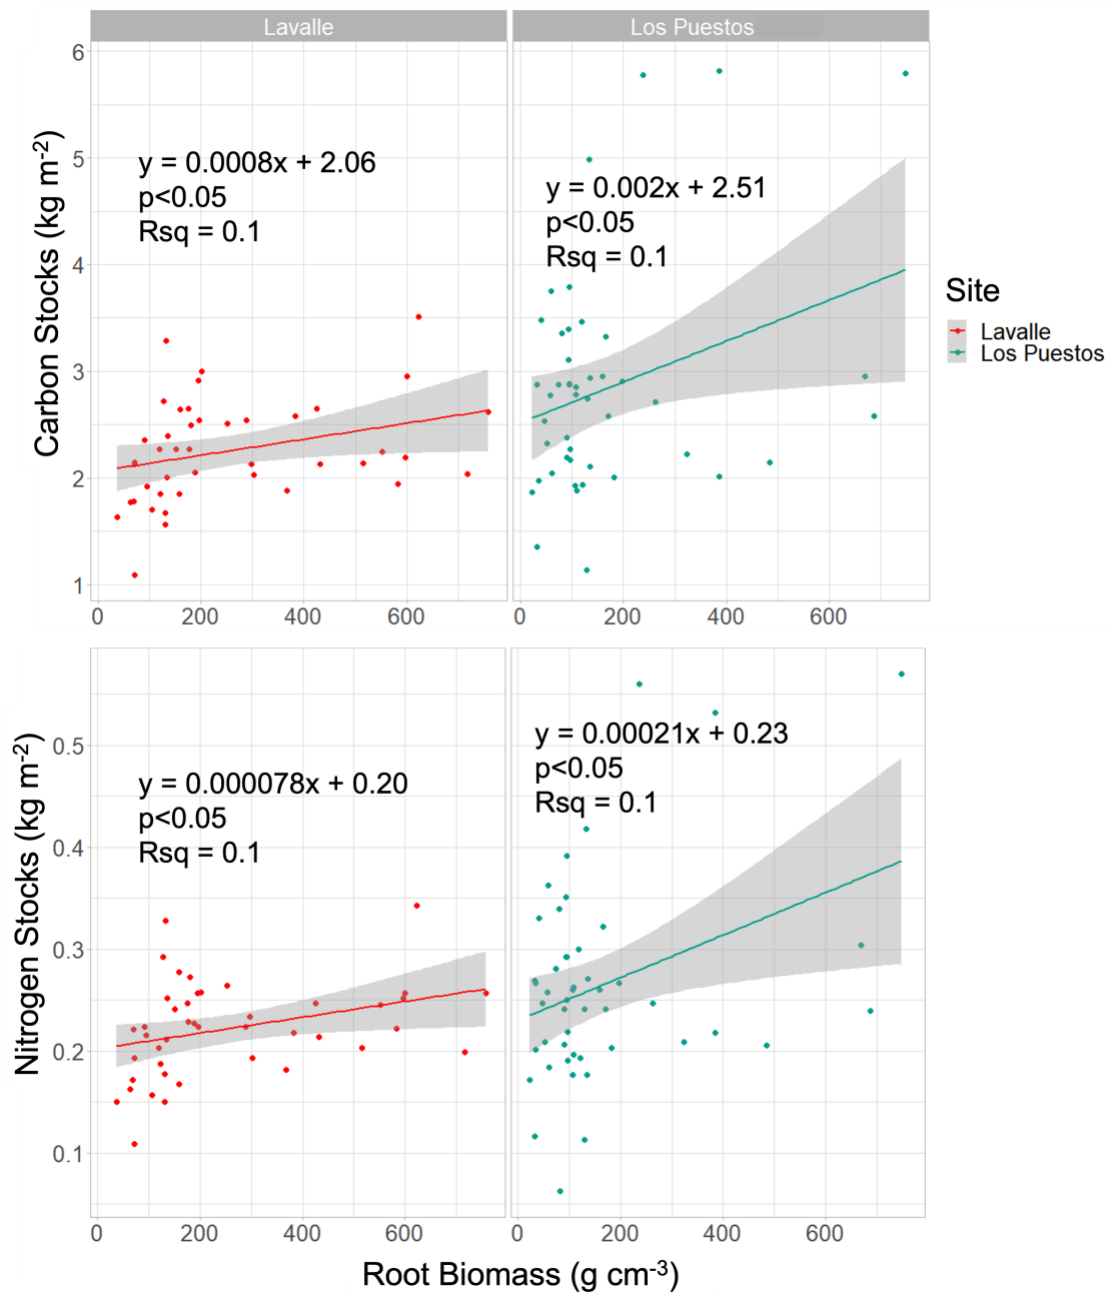 Lavalle
Los Puestos
Carbon Stocks (kg m⁻²)
6
5
4
3
2
1
y = 0.0008x + 2.06
p<0.05
Rsq = 0.1
y = 0.002x + 2.51
p<0.05
Rsq = 0.1
0 200 400 600
0 200 400 600
Site
Lavalle
Los Puestos
Nitrogen Stocks (kg m⁻²)
0.5
0.4
0.3
0.2
0.1
y = 0.000078x + 0.20
p<0.05
Rsq = 0.1
y = 0.00021x + 0.23
p<0.05
Rsq = 0.1
0 200 400 600
0 200 400 600
Root Biomass (g cm⁻³)